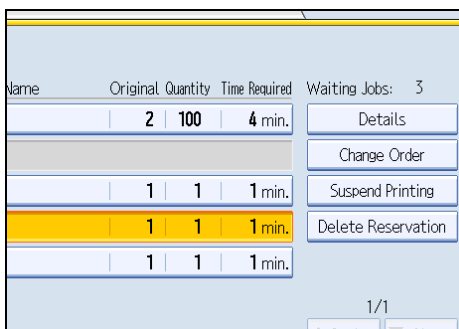 Name Original Quantity Time Required Waiting Jobs: 3
2 100 4 min. Details
Change Order
1 1 1 min. Suspend Printing
1 1 1 min. Delete Reservation
1 1 1 min.
1/1